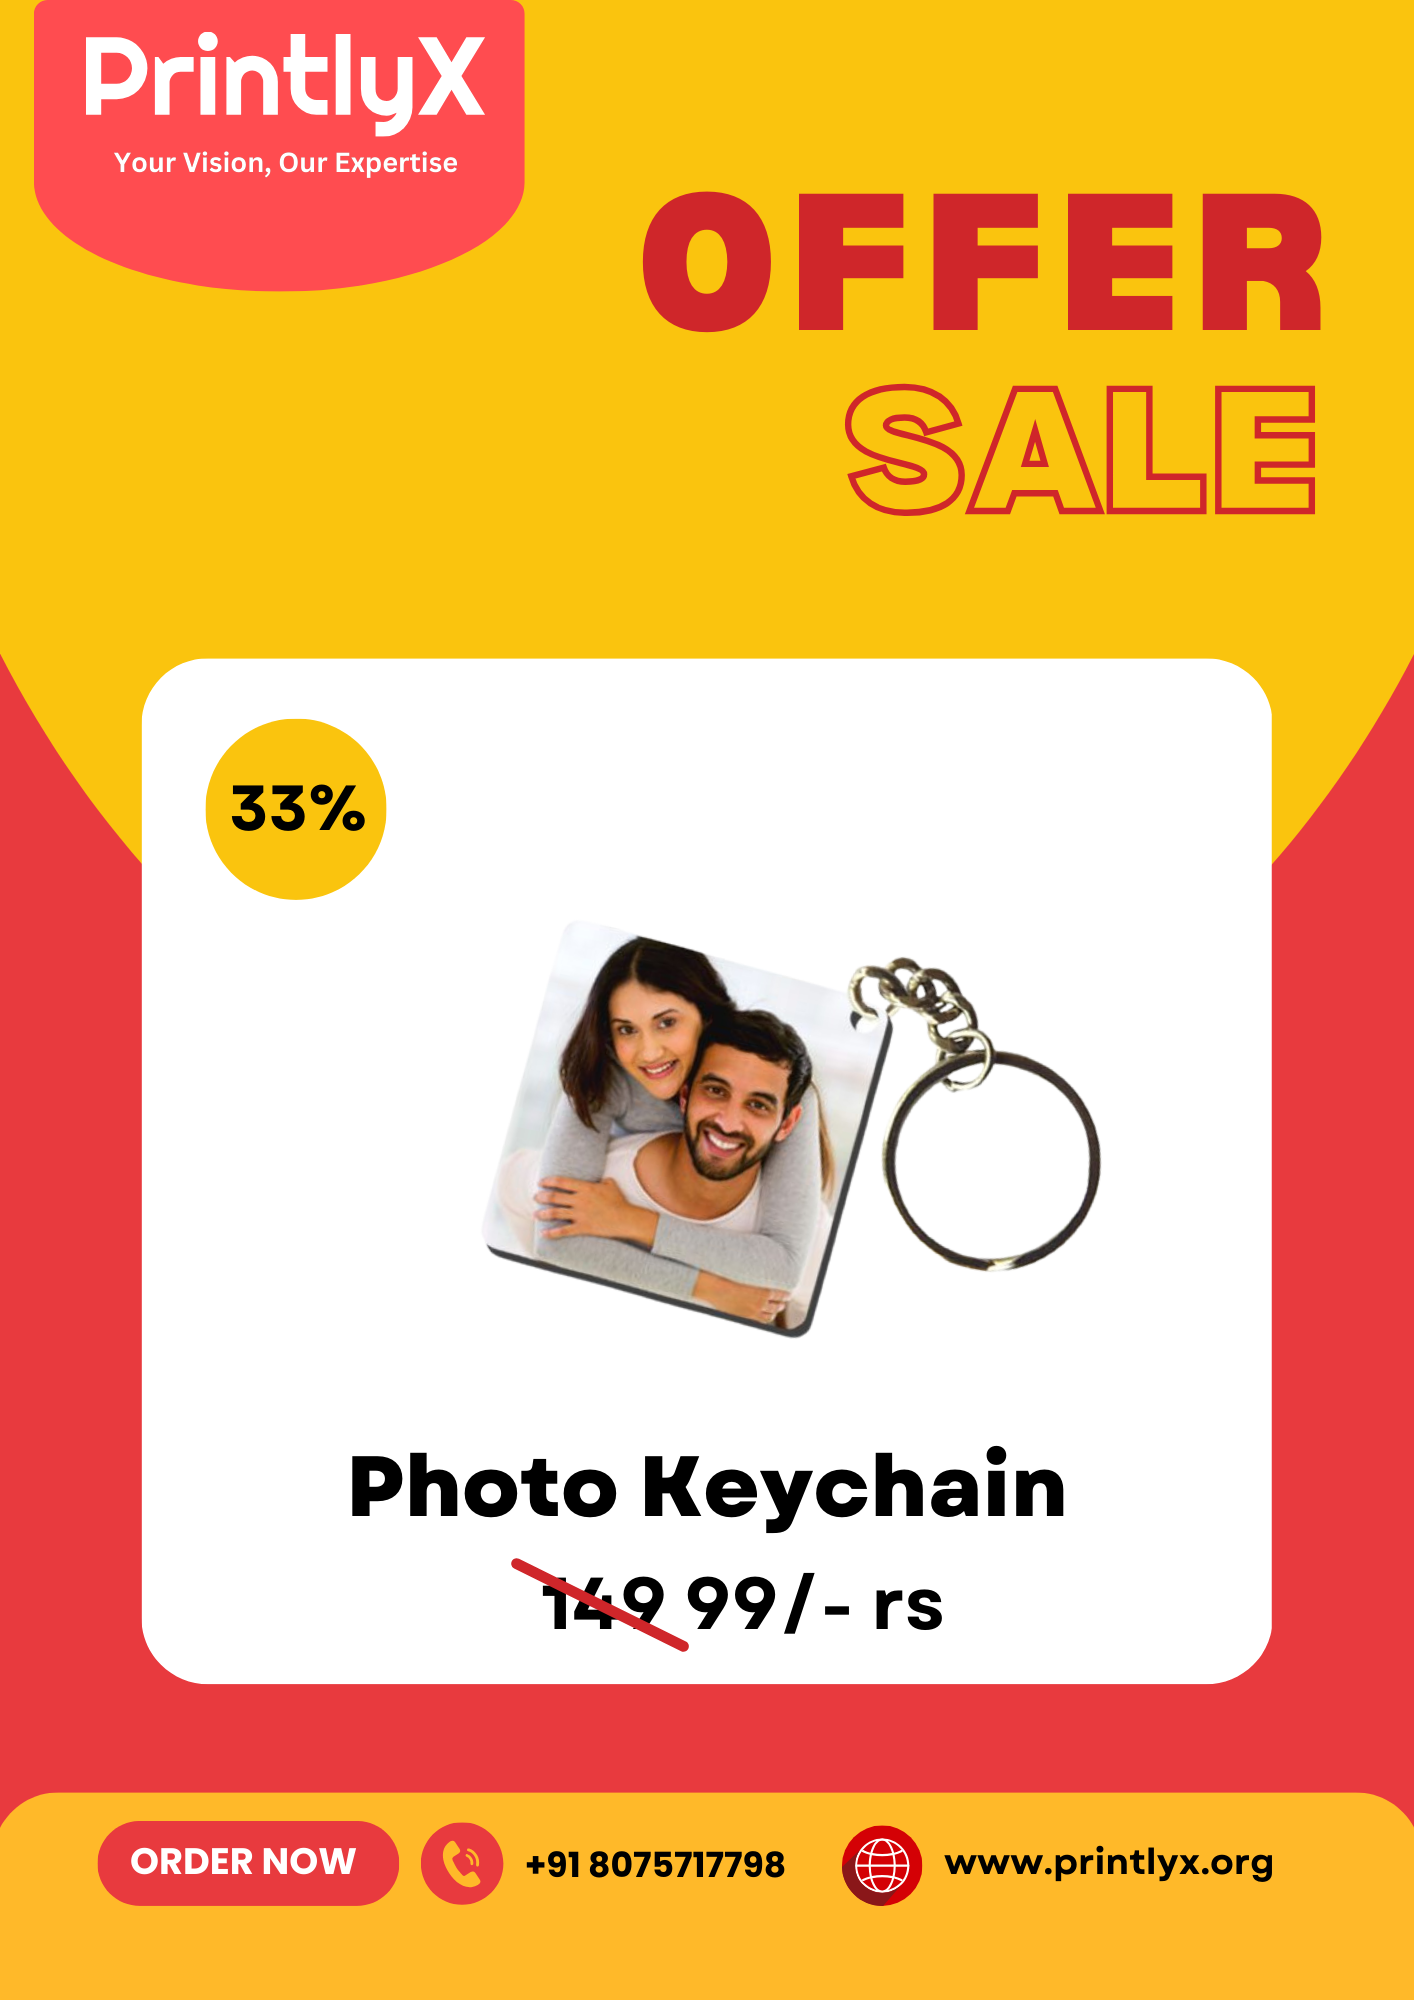 PrintlyX
Your Vision, Our Expertise
OFFER
SALE
33%
Photo Keychain
149 99/- rs
ORDER NOW
+91 8075717798
www.printlyx.org